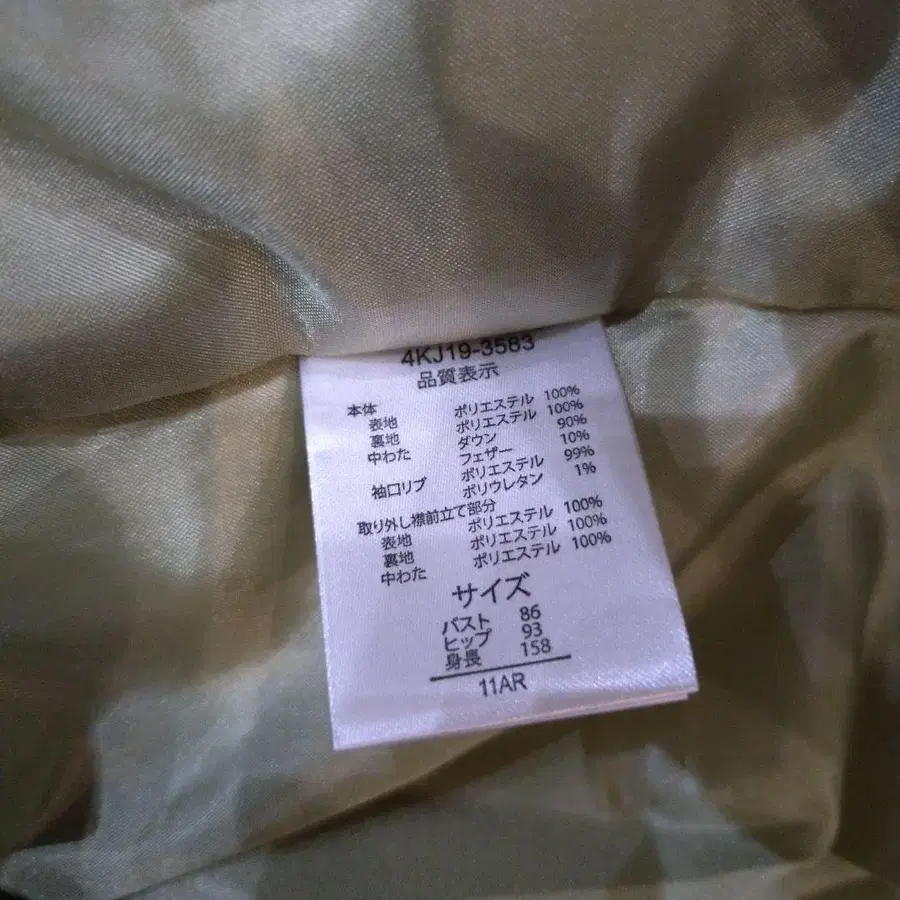 4KJ19-3583
品質表示
本体
表地 ポリエステル 100%
裏地 ポリエステル 100%
中わた ダウン 90%
フェザー 10%
袖口リブ ポリエステル 99%
ポリウレタン 1%
取り外し襟前立て部分
表地 ポリエステル 100%
裏地 ポリエステル 100%
中わた ポリエステル 100%
サイズ
バスト 86
ヒップ 93
身長 158
11AR